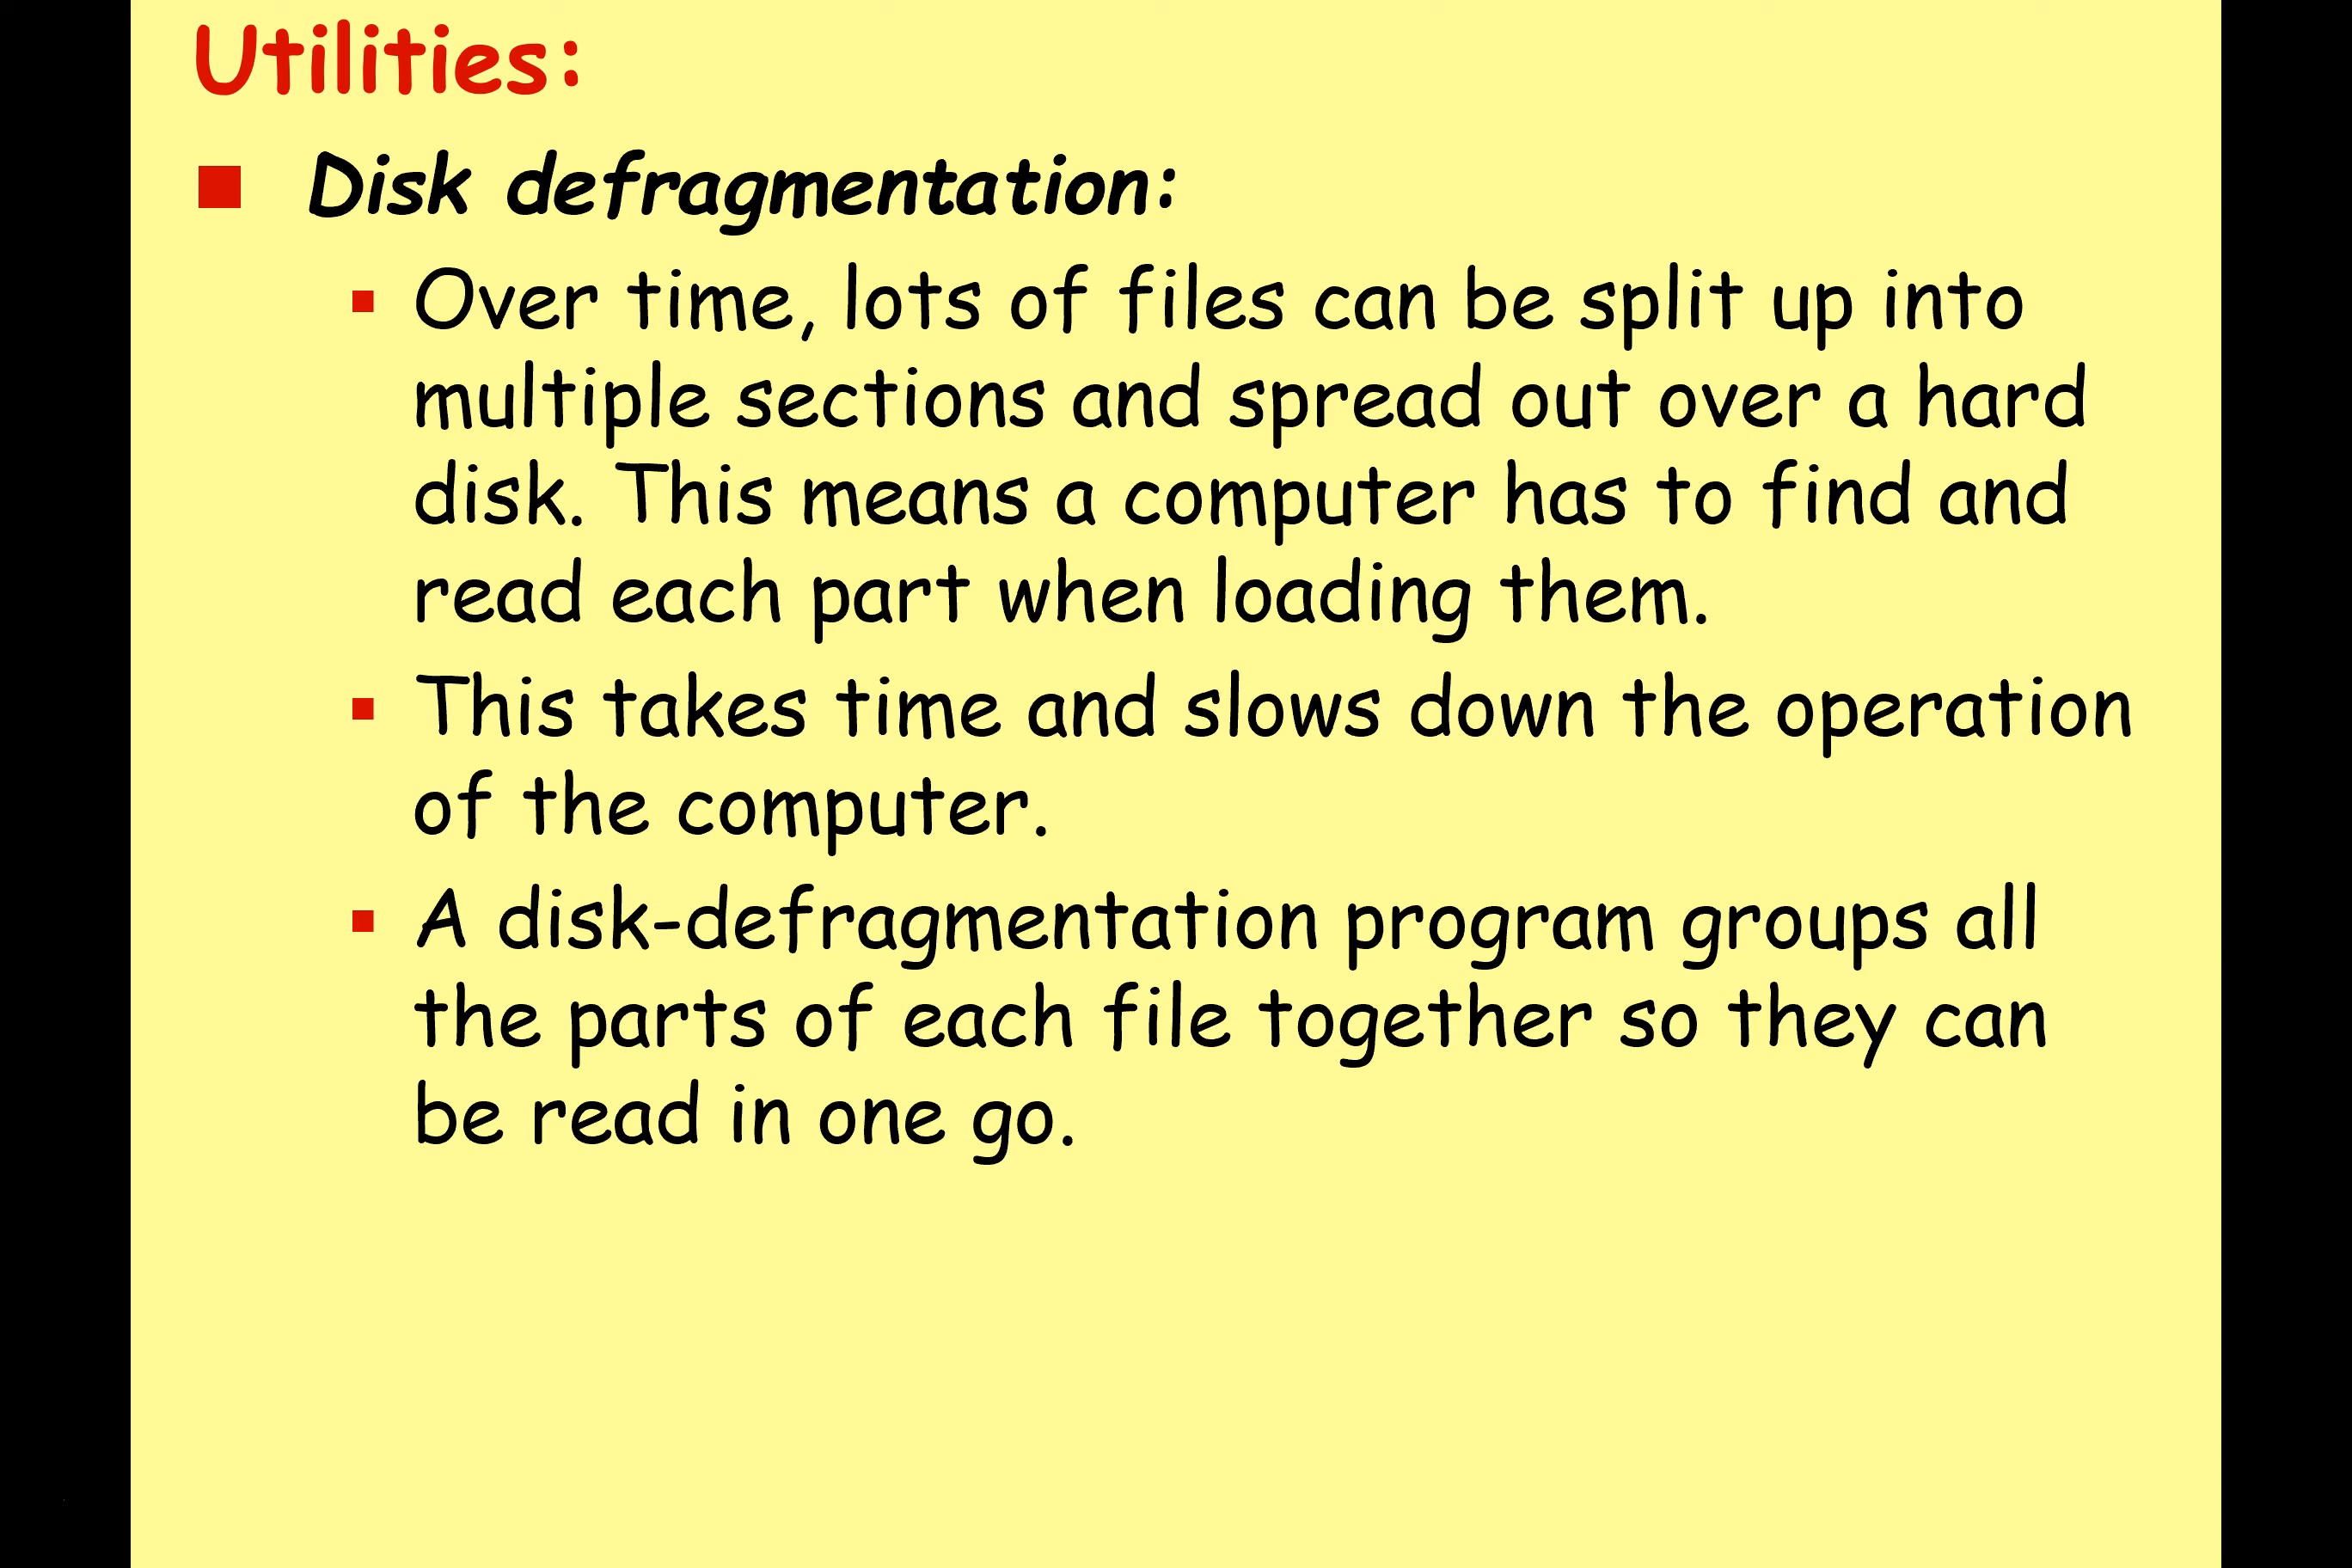 Utilities:
Disk defragmentation:
Over time, lots of files can be split up into
multiple sections and spread out over a hard
disk. This means a computer has to find and
read each part when loading them.
This takes time and slows down the operation
of the computer.
A disk-defragmentation program groups all
the parts of each file together so they can
be read in one go.